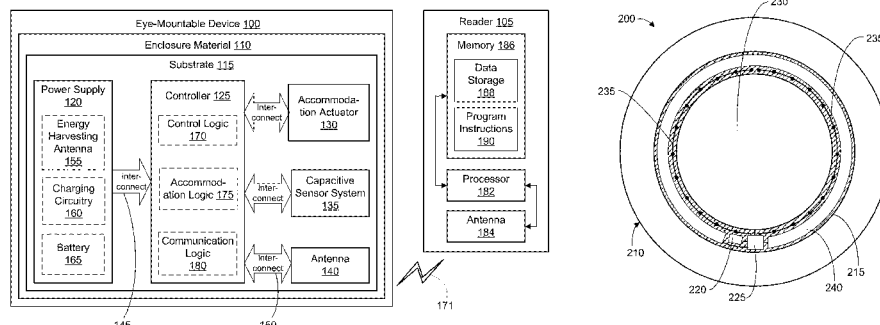 Eye-Mountable Device 100
Enclosure Material 110
Substrate 115
Power Supply
120
Energy
Harvesting
Antenna
155
Charging
Circuitry
160
Battery
165
Inter-
connect
Controller
125
Control Logic
170
Accommod-
ation Logic 175
Communication
Logic
180
Inter-
connect
Inter-
connect
Inter-
connect
Accommoda-
tion Actuator
130
Capacitive
Sensor System
135
Antenna
140
145
150
171
Reader
105
Memory
186
Data
Storage
188
Program
Instructions
190
Processor
182
Antenna
184
200
230
235
235
210
220
225
240
215